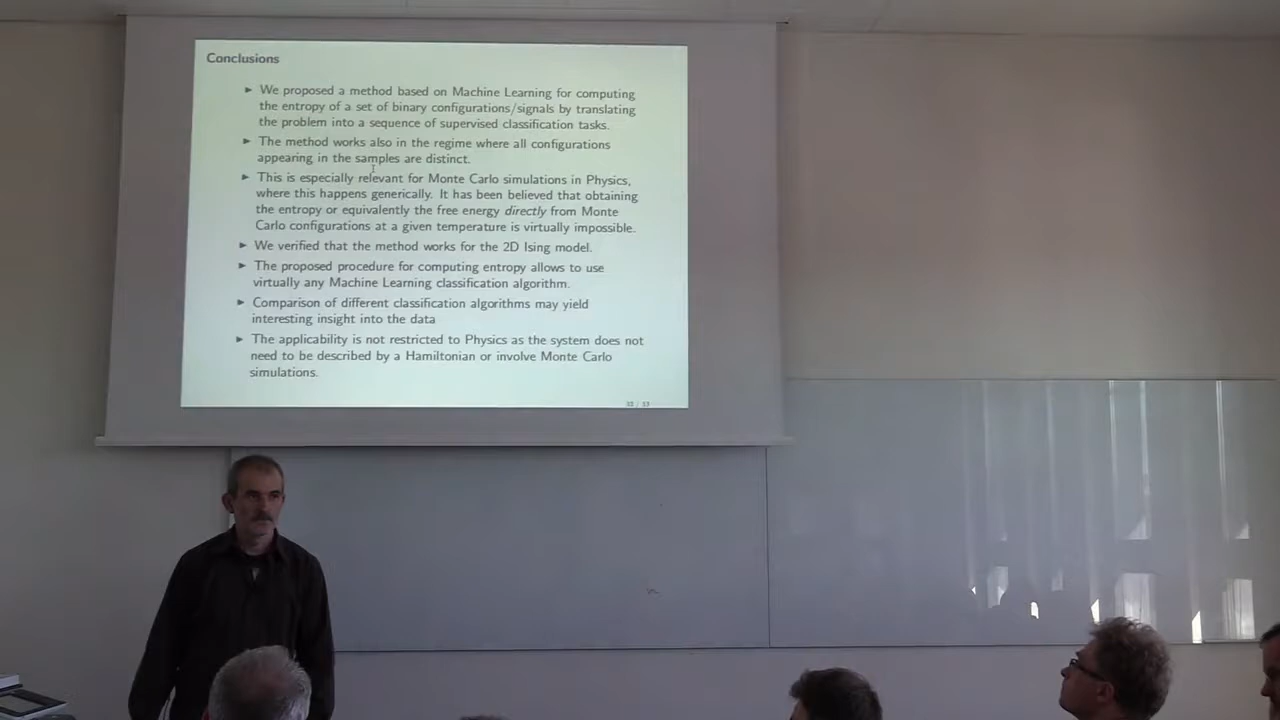 Conclusions
► We proposed a method based on Machine Learning for computing
the entropy of a set of binary configurations/signals by translating
the problem into a sequence of supervised classification tasks.
► The method works also in the regime where all configurations
appearing in the samples are distinct.
► This is especially relevant for Monte Carlo simulations in Physics,
where this happens generically. It has been believed that obtaining
the entropy or equivalently the free energy directly from Monte
Carlo configurations at a given temperature is virtually impossible.
► We verified that the method works for the 2D Ising model.
► The proposed procedure for computing entropy allows to use
virtually any Machine Learning classification algorithm.
► Comparison of different classification algorithms may yield
interesting insight into the data
► The applicability is not restricted to Physics as the system does not
need to be described by a Hamiltonian or involve Monte Carlo
simulations.